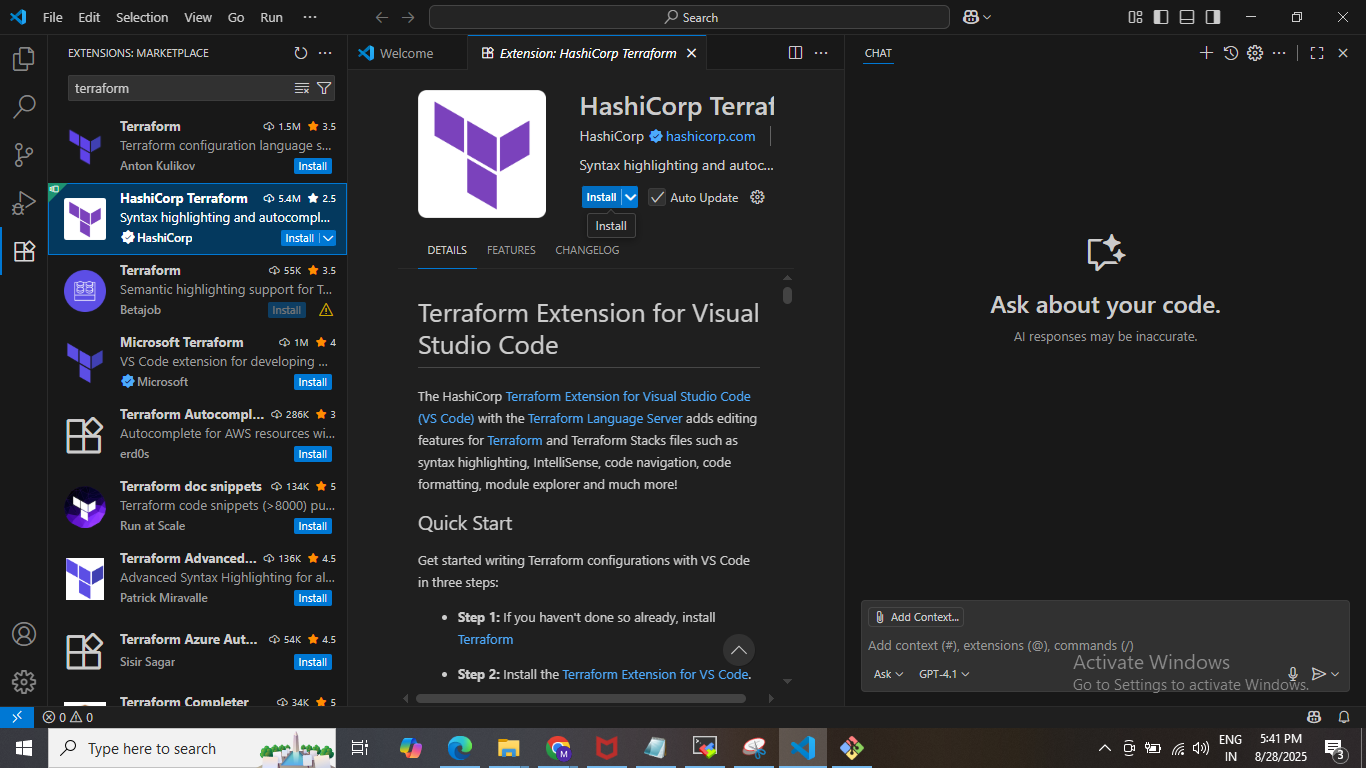 File Edit Selection View Go Run ···
Search
EXTENSIONS: MARKETPLACE
terraform
Terraform 1.5M 3.5
Terraform configuration language s...
Anton Kulikov Install
HashiCorp Terraform 5.4M 2.5
Syntax highlighting and autocompl...
HashiCorp Install
Terraform 55K 3.5
Semantic highlighting support for T...
Betajob Install
Microsoft Terraform 1M 4
VS Code extension for developing ...
Microsoft Install
Terraform Autocompl... 286K 3
Autocomplete for AWS resources wi...
erd0s Install
Terraform doc snippets 134K 5
Terraform code snippets (>8000) pu...
Run at Scale Install
Terraform Advanced... 136K 4.5
Advanced Syntax Highlighting for al...
Patrick Miravalle Install
Terraform Azure Aut... 54K 4.5
Sisir Sagar Install
Terraform Completer 34K 5
Welcome
Extension: HashiCorp Terraform
HashiCorp Terraf
HashiCorp hashicorp.com
Syntax highlighting and autoc...
Install Auto Update
Install
DETAILS FEATURES CHANGELOG
Terraform Extension for Visual
Studio Code
The HashiCorp Terraform Extension for Visual Studio Code
(VS Code) with the Terraform Language Server adds editing
features for Terraform and Terraform Stacks files such as
syntax highlighting, IntelliSense, code navigation, code
formatting, module explorer and much more!
Quick Start
Get started writing Terraform configurations with VS Code
in three steps:
• Step 1: If you haven't done so already, install
Terraform
• Step 2: Install the Terraform Extension for VS Code.
CHAT
Ask about your code.
AI responses may be inaccurate.
Add Context...
Add context (#), extensions (@), commands (/)
Ask GPT-4.1
Activate Windows
Go to Settings to activate Windows.
0 0
Type here to search
M
ENG
IN
5:41 PM
8/28/2025
3